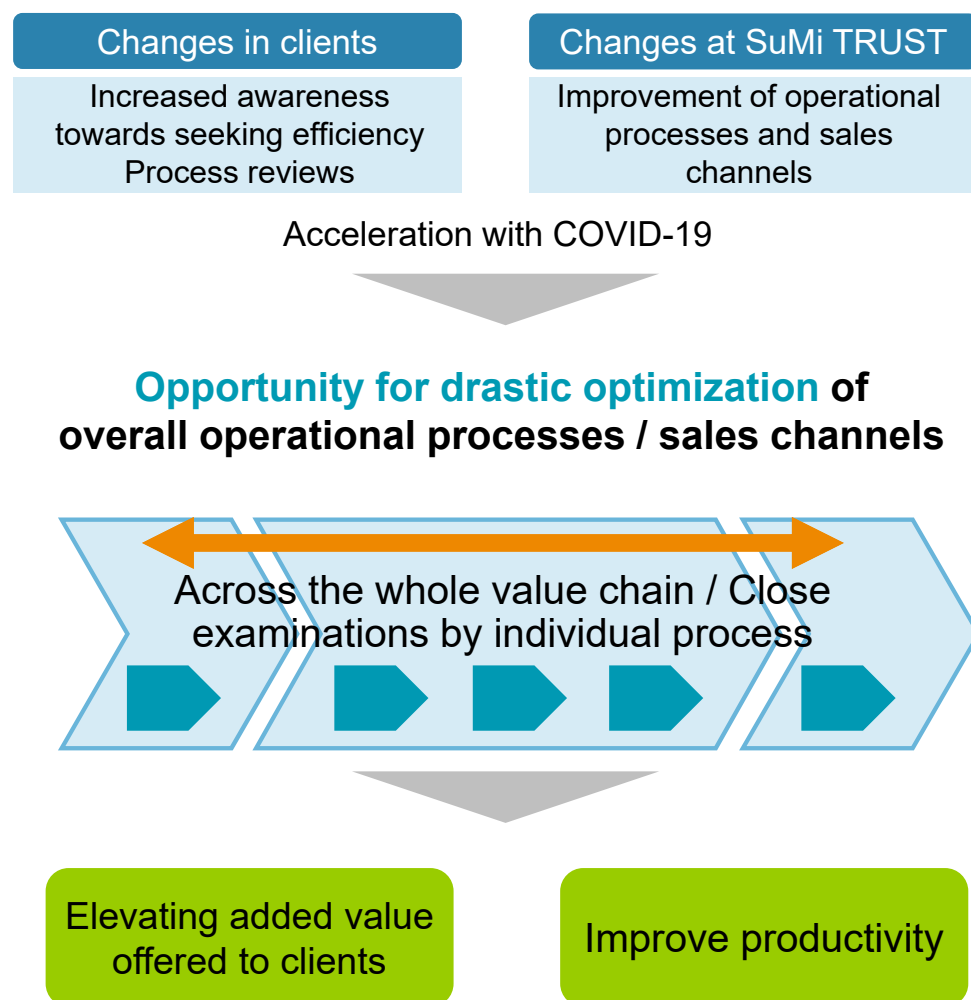 Changes in clients
Increased awareness
towards seeking efficiency
Process reviews
Changes at SuMi TRUST
Improvement of operational
processes and sales
channels
Acceleration with COVID-19
Opportunity for drastic optimization of
overall operational processes / sales channels
Across the whole value chain / Close
examinations by individual process
Elevating added value
offered to clients
Improve productivity